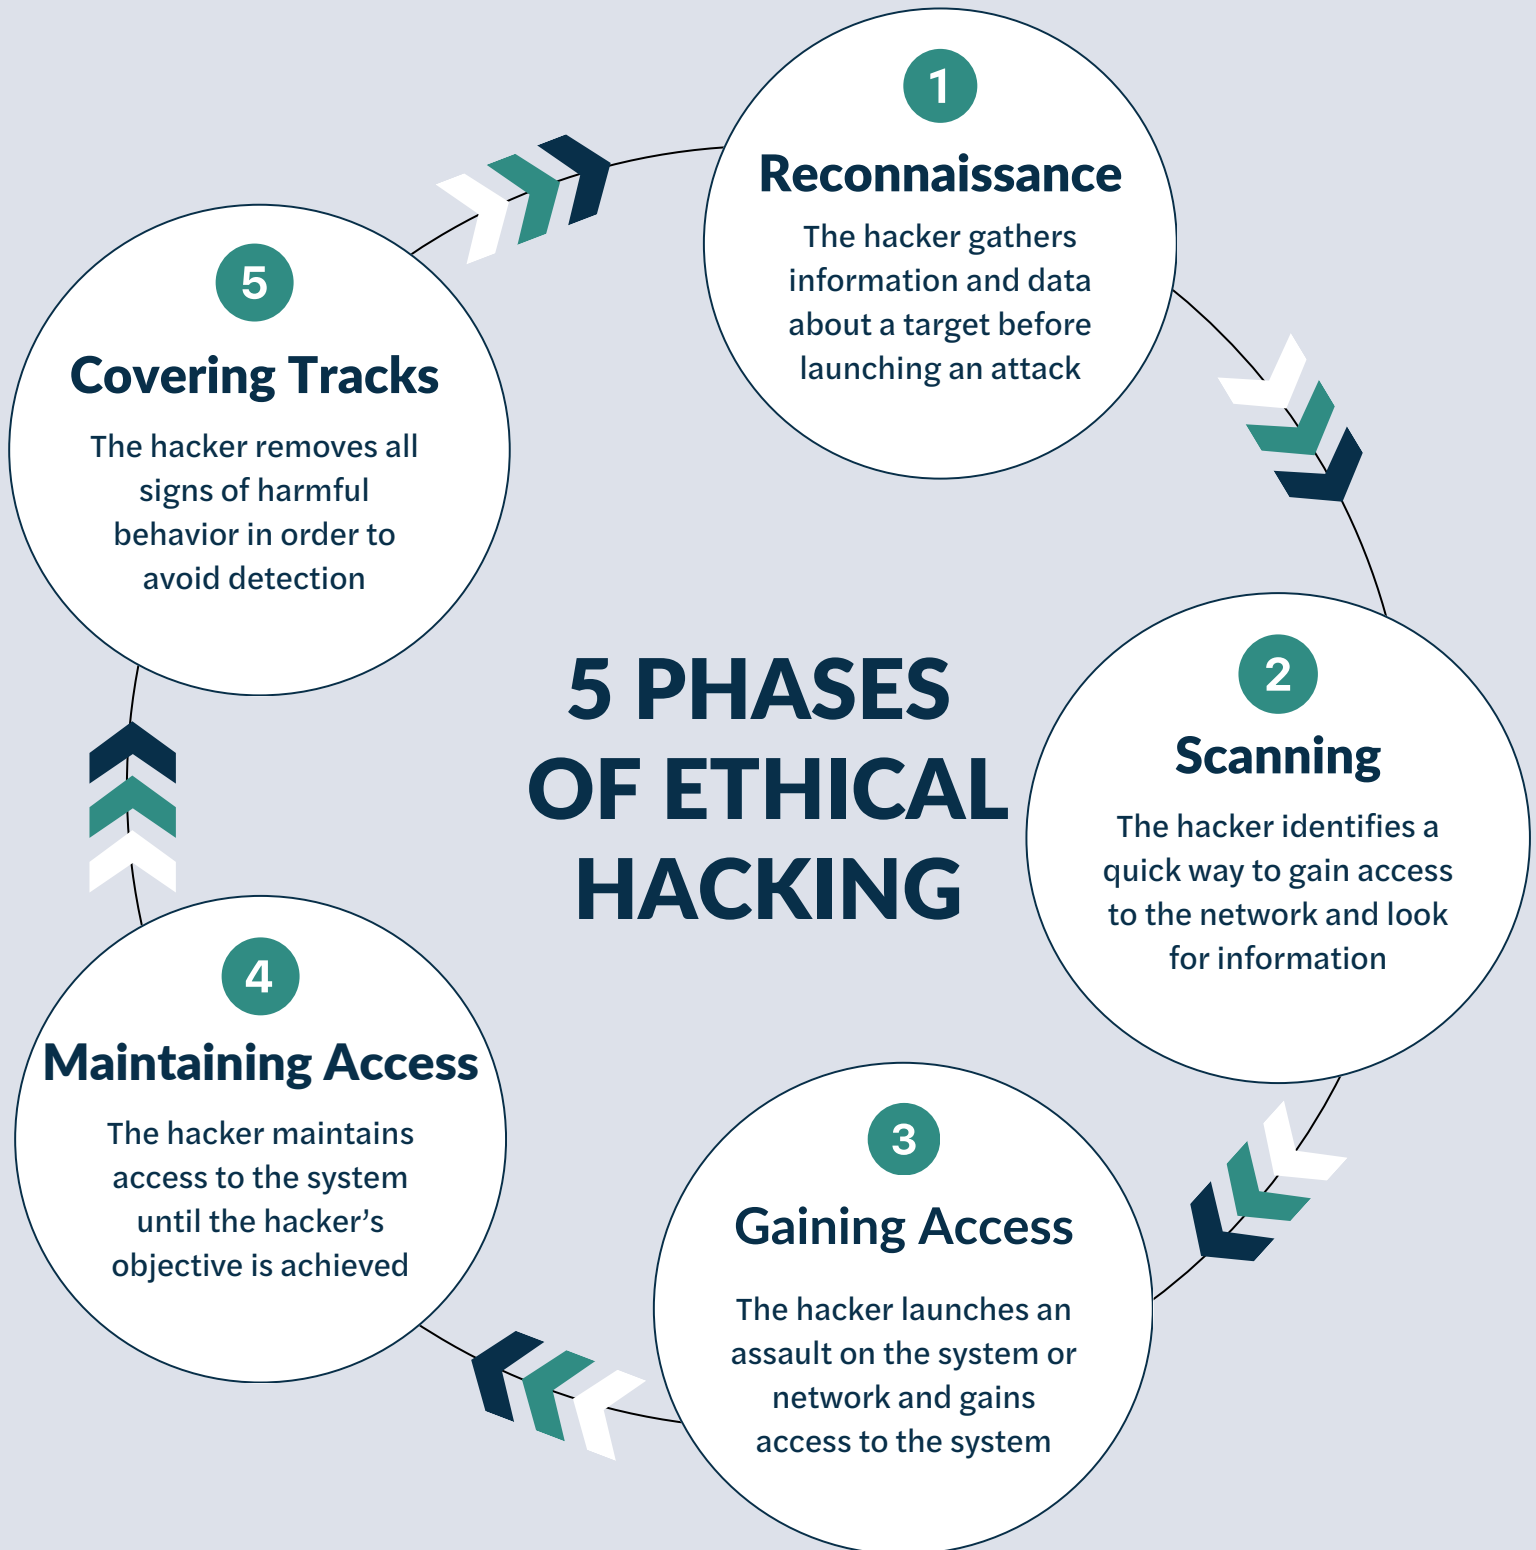 5 PHASES
OF ETHICAL
HACKING
1
Reconnaissance
The hacker gathers
information and data
about a target before
launching an attack
2
Scanning
The hacker identifies a
quick way to gain access
to the network and look
for information
3
Gaining Access
The hacker launches an
assault on the system or
network and gains
access to the system
4
Maintaining Access
The hacker maintains
access to the system
until the hacker’s
objective is achieved
5
Covering Tracks
The hacker removes all
signs of harmful
behavior in order to
avoid detection